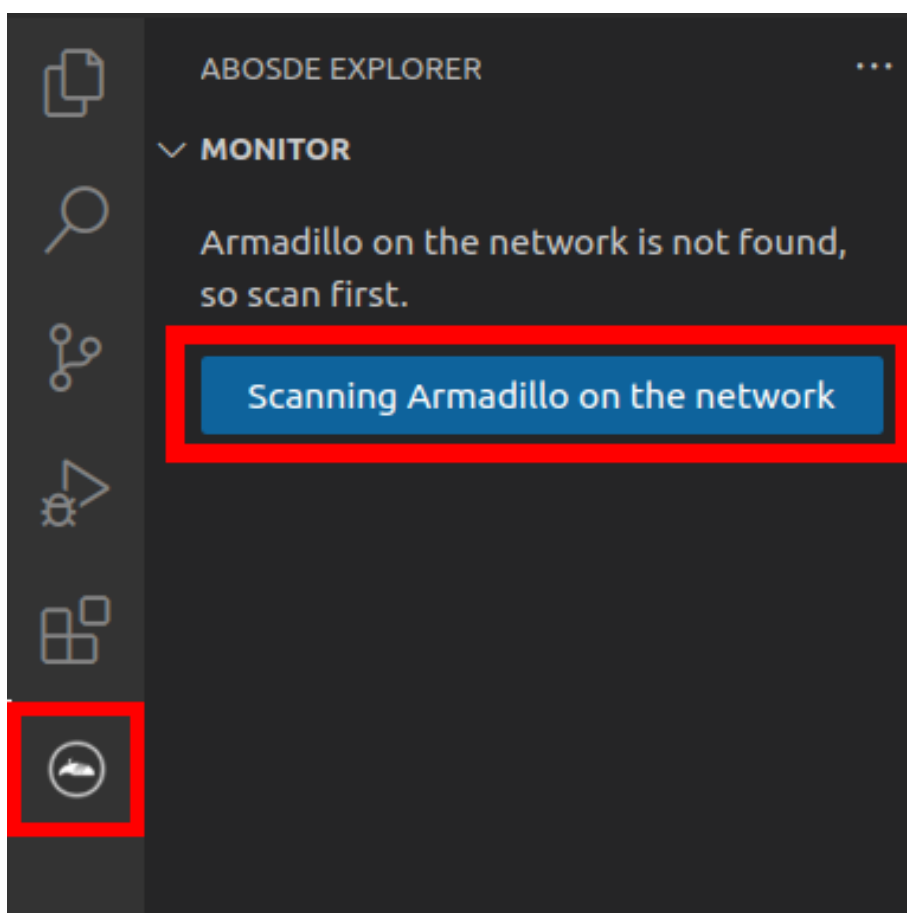 ABOSDE EXPLORER ...
MONITOR
Armadillo on the network is not found,
so scan first.
Scanning Armadillo on the network